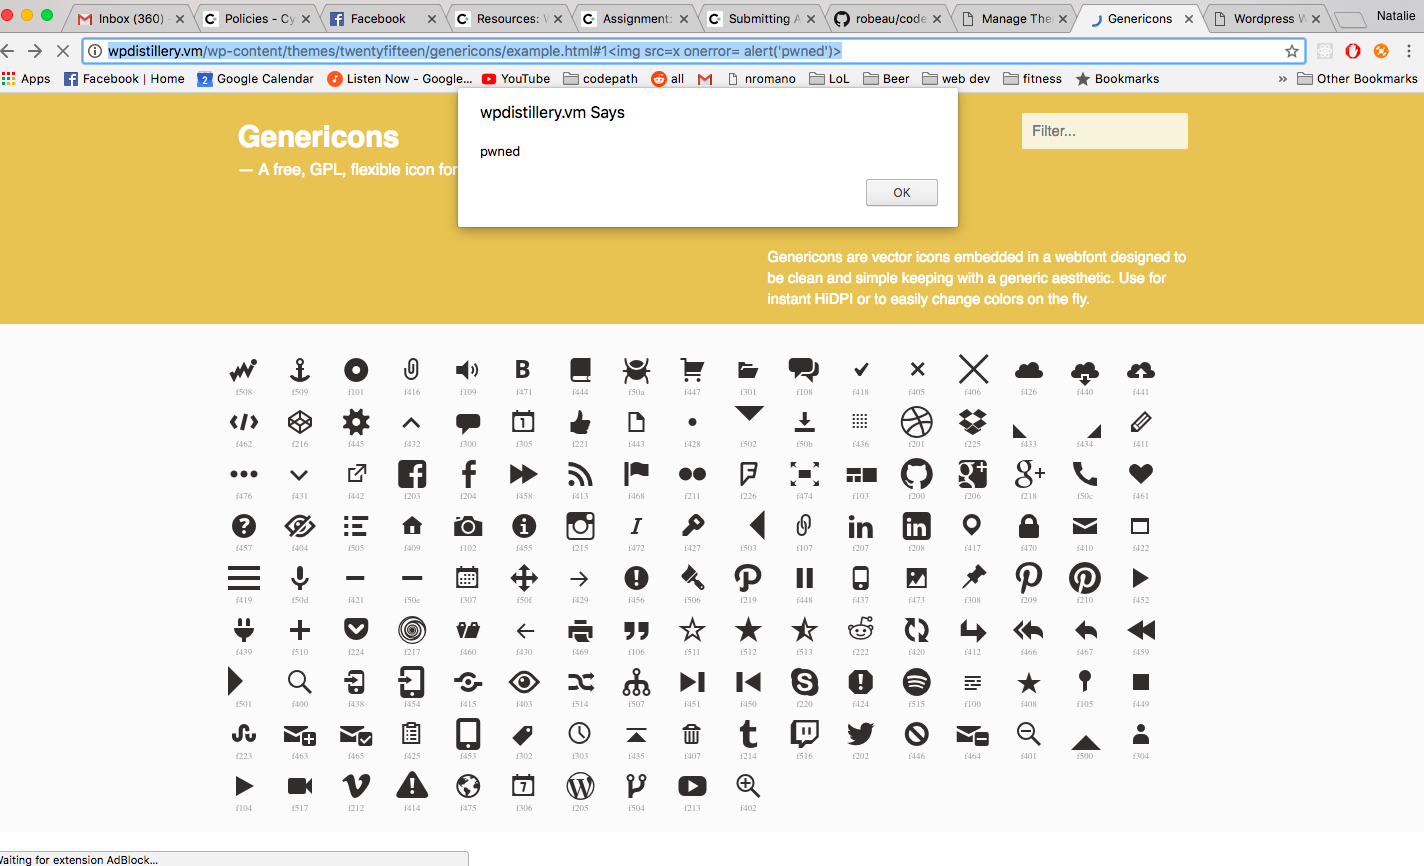 Inbox (360) -
Policies - Cy
Facebook
Resources: W
Assignment:
Submitting A
robeau/code
Manage The
Genericons
Wordpress W
Natalie
wpdistillery.vm/wp-content/themes/twentyfifteen/genericons/example.html#1<img src=x onerror= alert('pwned')>
Apps
Facebook | Home
Google Calendar
Listen Now - Google...
YouTube
codepath
all
nromano
LoL
Beer
web dev
fitness
Bookmarks
»
Other Bookmarks
wpdistillery.vm Says
pwned
OK
Genericons
— A free, GPL, flexible icon for
Filter...
Genericons are vector icons embedded in a webfont designed to
be clean and simple keeping with a generic aesthetic. Use for
instant HiDPI or to easily change colors on the fly.
f508 f509 f101 f416 f109 f471 f444 f50a f447 f301 f108 f418 f405 f406 f426 f440 f441
f462 f216 f445 f432 f300 f305 f221 f443 f428 f502 f50b f436 f201 f225 f433 f434 f411
f476 f431 f442 f203 f204 f458 f413 f468 f211 f226 f474 f103 f200 f206 f218 f50c f461
f457 f404 f505 f409 f102 f455 f215 f472 f427 f503 f107 f207 f208 f417 f470 f410 f422
f419 f50d f421 f50e f307 f50f f429 f456 f506 f219 f448 f437 f473 f308 f209 f210 f452
f439 f510 f224 f217 f460 f430 f469 f106 f511 f512 f513 f222 f420 f412 f466 f467 f459
f501 f400 f438 f454 f415 f403 f514 f507 f451 f450 f220 f424 f515 f100 f408 f105 f449
f223 f463 f465 f425 f453 f302 f303 f435 f407 f214 f516 f202 f446 f464 f401 f500 f304
f104 f517 f212 f414 f475 f306 f205 f504 f213 f402
Waiting for extension AdBlock...